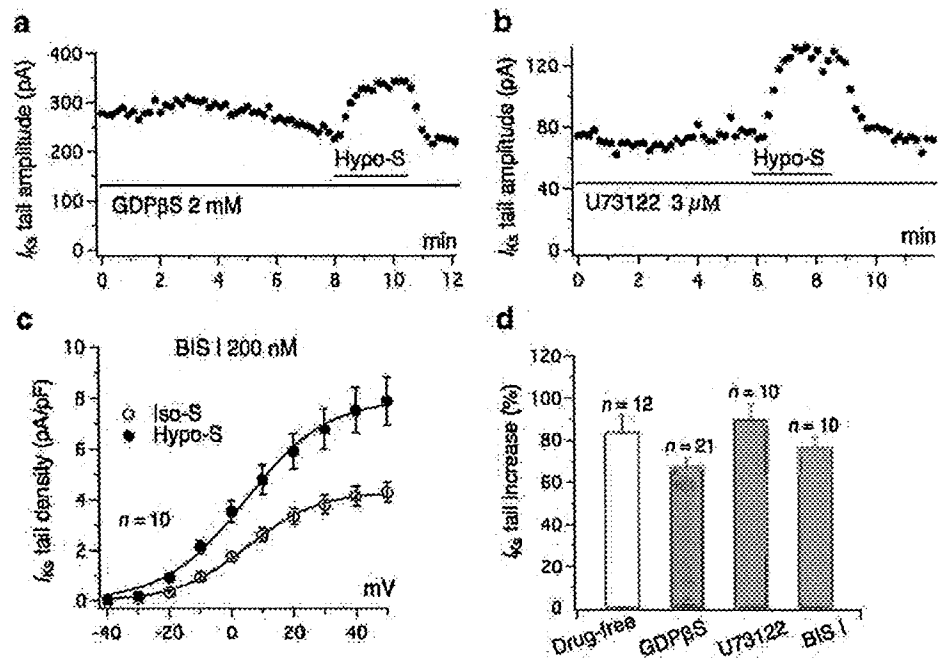 a
I_Ks tail amplitude (pA)
400
300
200
100
0
Hypo-S
GDPβS 2 mM
min
0 2 4 6 8 10 12
b
I_Ks tail amplitude (pA)
120
80
40
0
Hypo-S
U73122 3 μM
min
0 2 4 6 8 10
c
I_Ks tail density (pA/pF)
10
8
6
4
2
0
BIS I 200 nM
Iso-S
Hypo-S
n = 10
mV
-40 -20 0 20 40
d
I_Ks tail increase (%)
120
100
80
60
40
20
0
n = 12
n = 21
n = 10
n = 10
Drug-free
GDPβS
U73122
BIS I